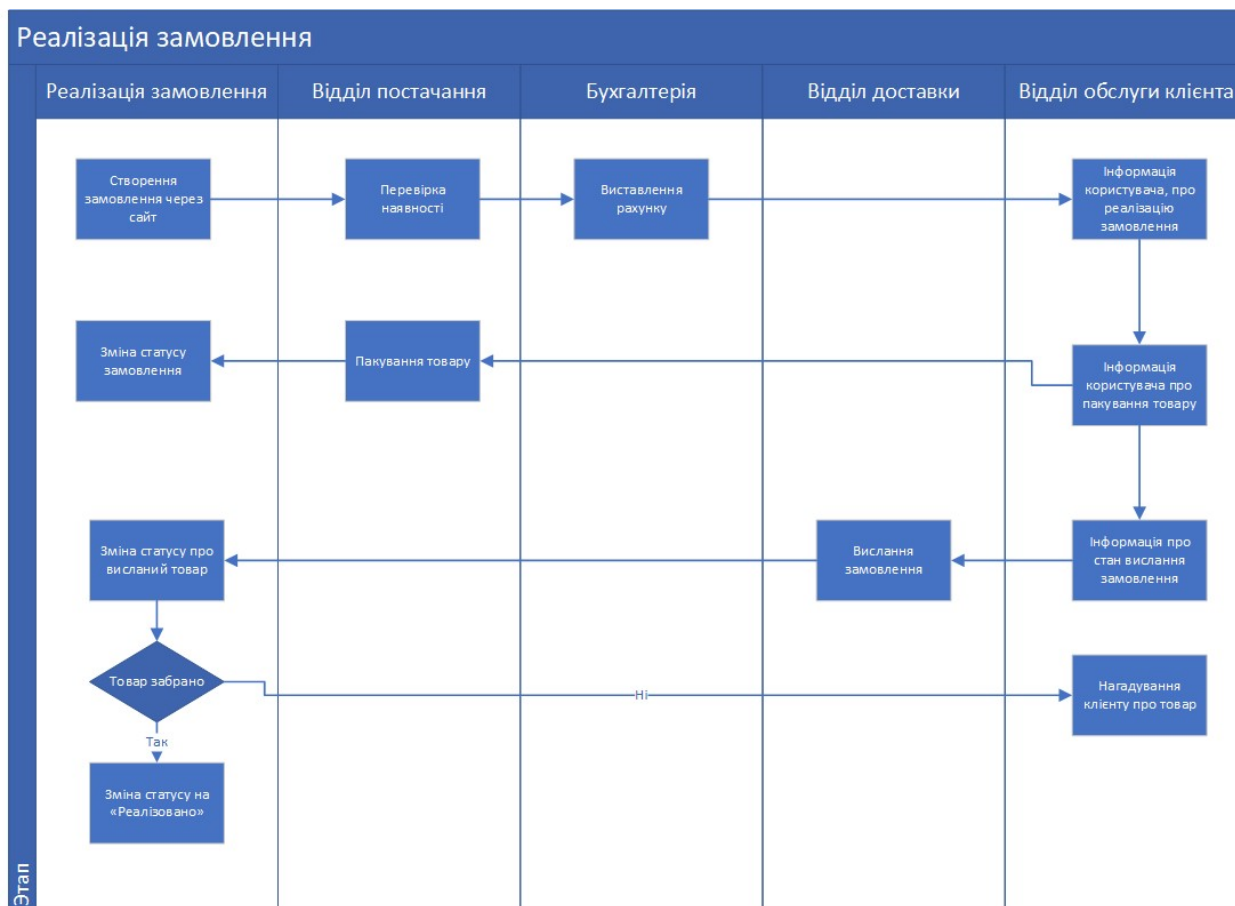 Реалізація замовлення
Реалізація замовлення
Відділ постачання
Бухгалтерія
Відділ доставки
Відділ обслуги клієнта
Створення
замовлення через
сайт
Перевірка
наявності
Виставлення
рахунку
Інформація
користувача, про
реалізацію
замовлення
Зміна статусу
замовлення
Пакування товару
Інформація
користувача про
пакування товару
Зміна статусу про
висланий товар
Вислання
замовлення
Інформація про
стан вислання
замовлення
Товар забрано
Ні
Нагадування
клієнту про товар
Так
Зміна статусу на
«Реалізовано»
Этап